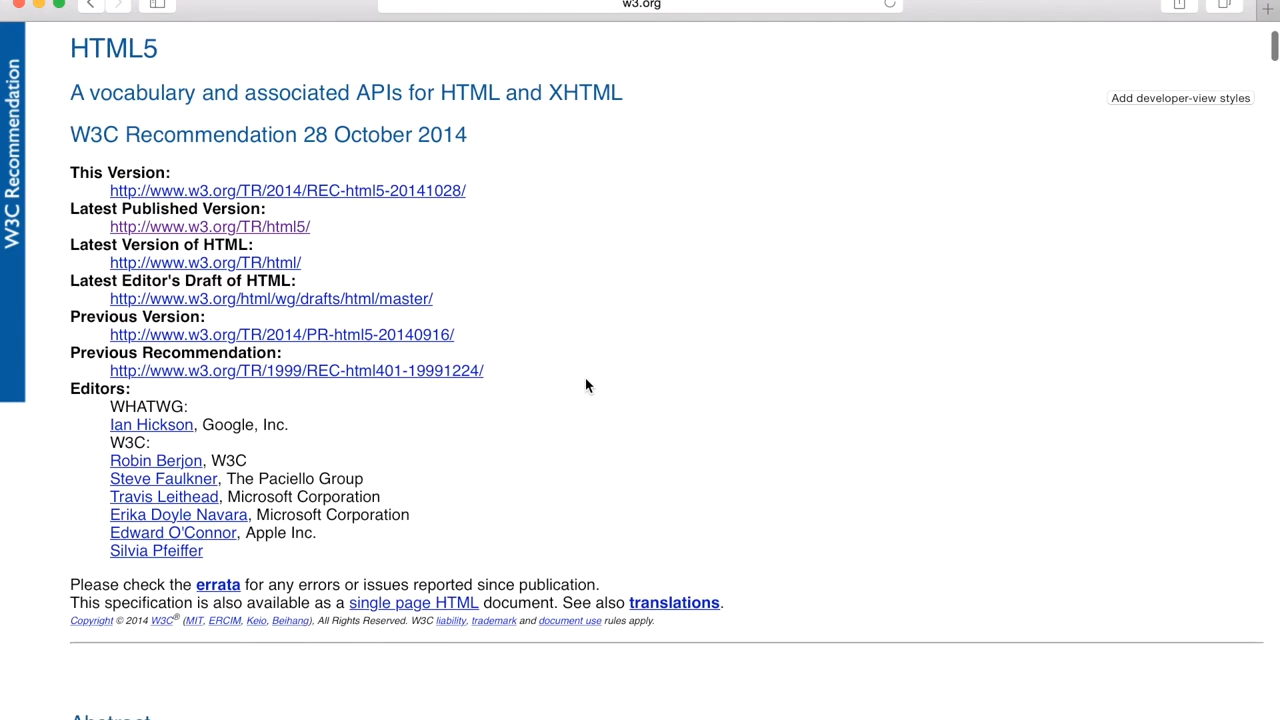 w3.org
W3C Recommendation
HTML5
A vocabulary and associated APIs for HTML and XHTML
Add developer-view styles
W3C Recommendation 28 October 2014
This Version:
http://www.w3.org/TR/2014/REC-html5-20141028/
Latest Published Version:
http://www.w3.org/TR/html5/
Latest Version of HTML:
http://www.w3.org/TR/html/
Latest Editor's Draft of HTML:
http://www.w3.org/html/wg/drafts/html/master/
Previous Version:
http://www.w3.org/TR/2014/PR-html5-20140916/
Previous Recommendation:
http://www.w3.org/TR/1999/REC-html401-19991224/
Editors:
WHATWG:
Ian Hickson, Google, Inc.
W3C:
Robin Berjon, W3C
Steve Faulkner, The Paciello Group
Travis Leithead, Microsoft Corporation
Erika Doyle Navara, Microsoft Corporation
Edward O'Connor, Apple Inc.
Silvia Pfeiffer
Please check the errata for any errors or issues reported since publication.
This specification is also available as a single page HTML document. See also translations.
Copyright © 2014 W3C® (MIT, ERCIM, Keio, Beihang), All Rights Reserved. W3C liability, trademark and document use rules apply.
Abstract